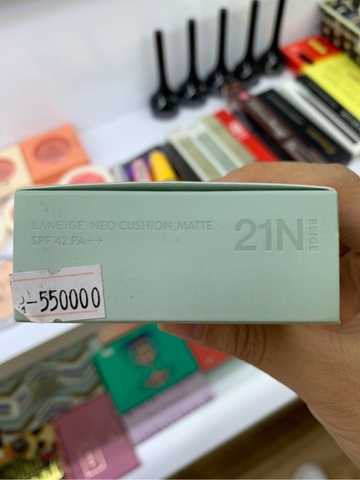 LANEIGE NEO CUSHION_MATTE
SPF 42 PA++
21N
BEIGE
-550000